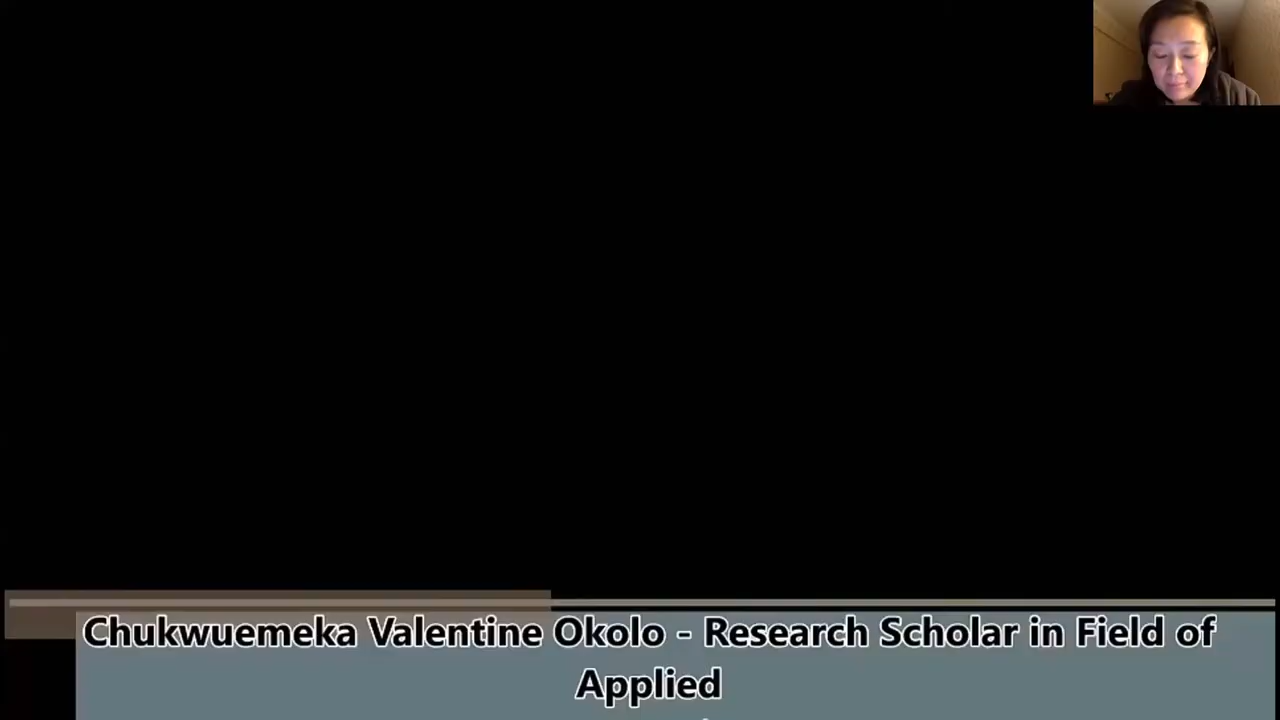 Chukwuemeka Valentine Okolo - Research Scholar in Field of
Applied